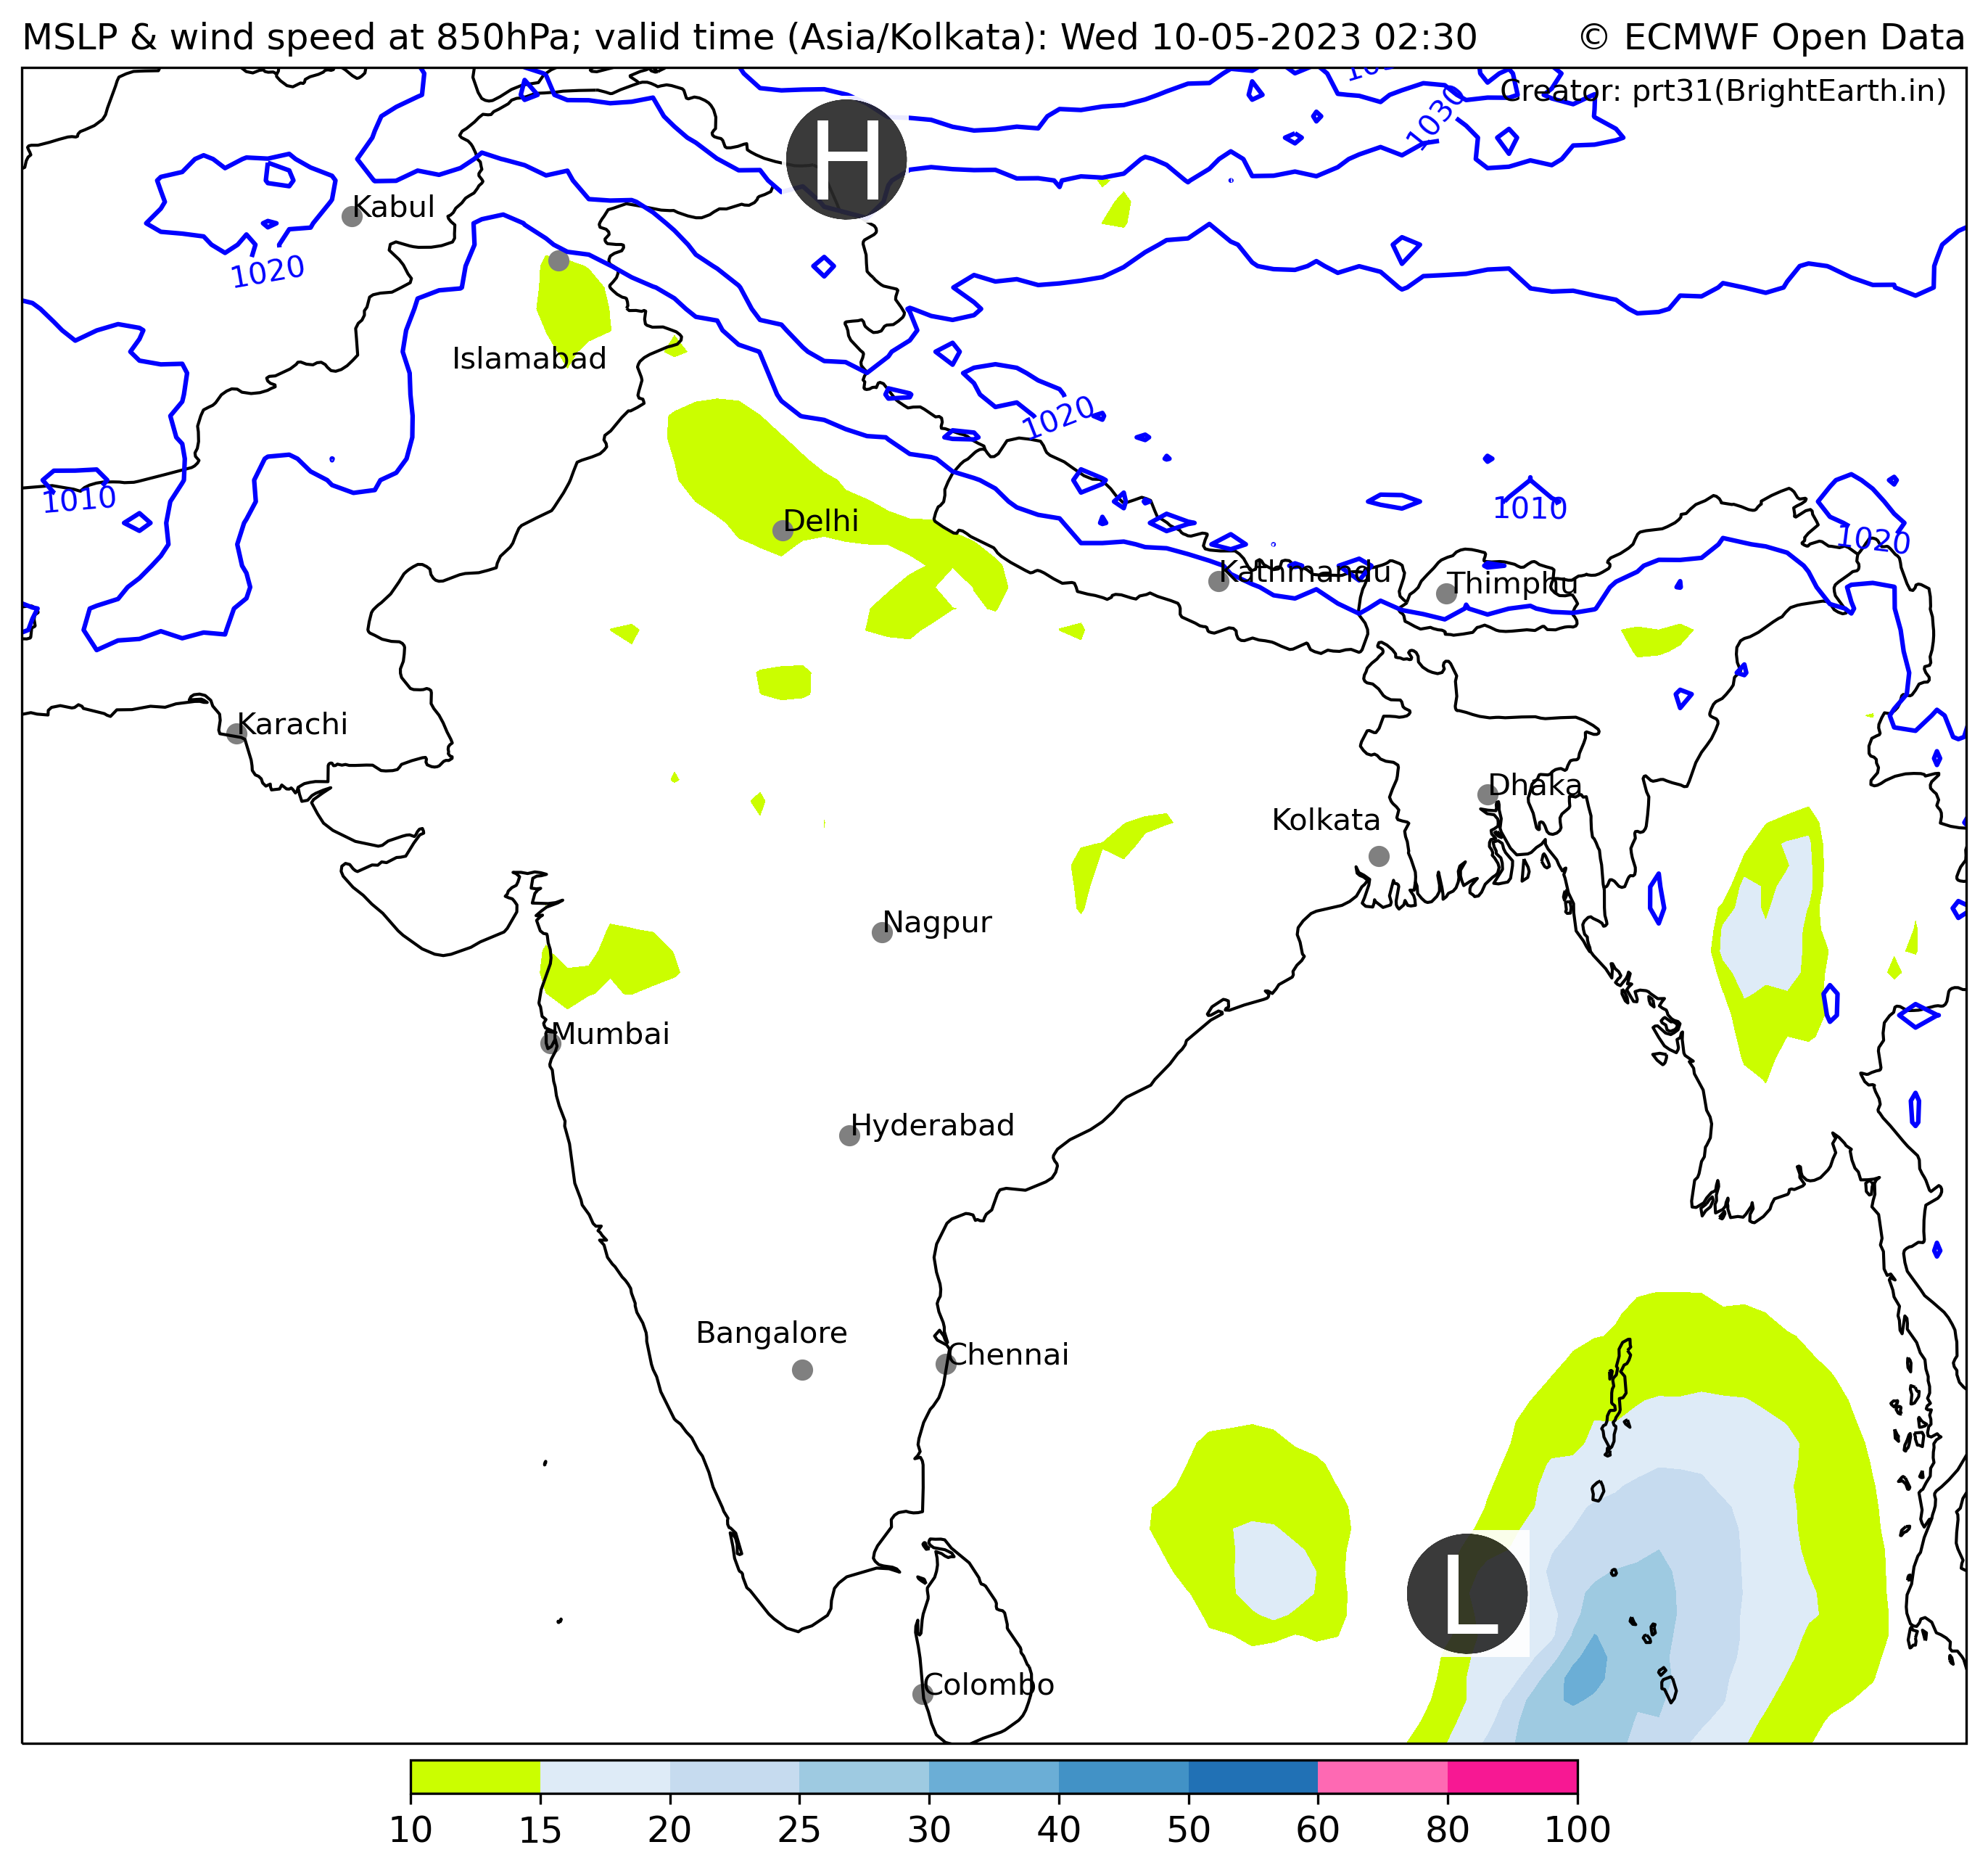 MSLP & wind speed at 850hPa; valid time (Asia/Kolkata): Wed 10-05-2023 02:30 © ECMWF Open Data
Creator: prt31(BrightEarth.in)
H
1030
Kabul
1020
Islamabad
1020
1010
1010
Delhi
1020
Kathmandu
Thimphu
Karachi
Dhaka
Kolkata
Nagpur
Mumbai
Hyderabad
Bangalore
Chennai
L
Colombo
10 15 20 25 30 40 50 60 80 100